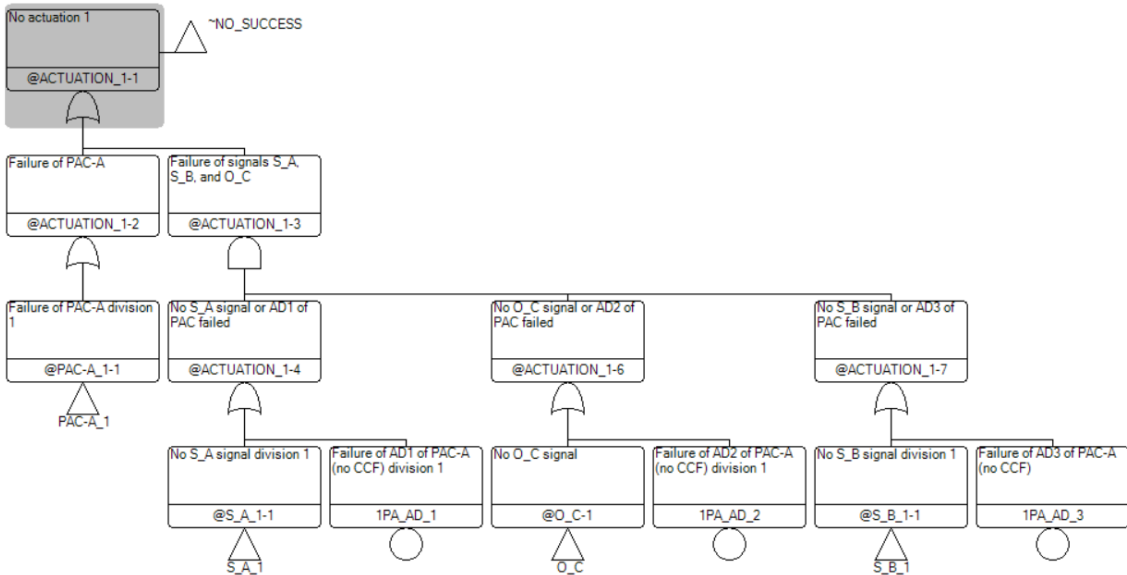 No actuation 1
~NO_SUCCESS
@ACTUATION_1-1
Failure of PAC-A
@ACTUATION_1-2
Failure of signals S_A,
S_B, and O_C
@ACTUATION_1-3
Failure of PAC-A division
1
@PAC-A_1-1
PAC-A_1
No S_A signal or AD1 of
PAC failed
@ACTUATION_1-4
No O_C signal or AD2 of
PAC failed
@ACTUATION_1-6
No S_B signal or AD3 of
PAC failed
@ACTUATION_1-7
No S_A signal division 1
@S_A_1-1
S_A_1
Failure of AD1 of PAC-A
(no CCF) division 1
1PA_AD_1
No O_C signal
@O_C-1
O_C
Failure of AD2 of PAC-A
(no CCF) division 1
1PA_AD_2
No S_B signal division 1
@S_B_1-1
S_B_1
Failure of AD3 of PAC-A
(no CCF)
1PA_AD_3